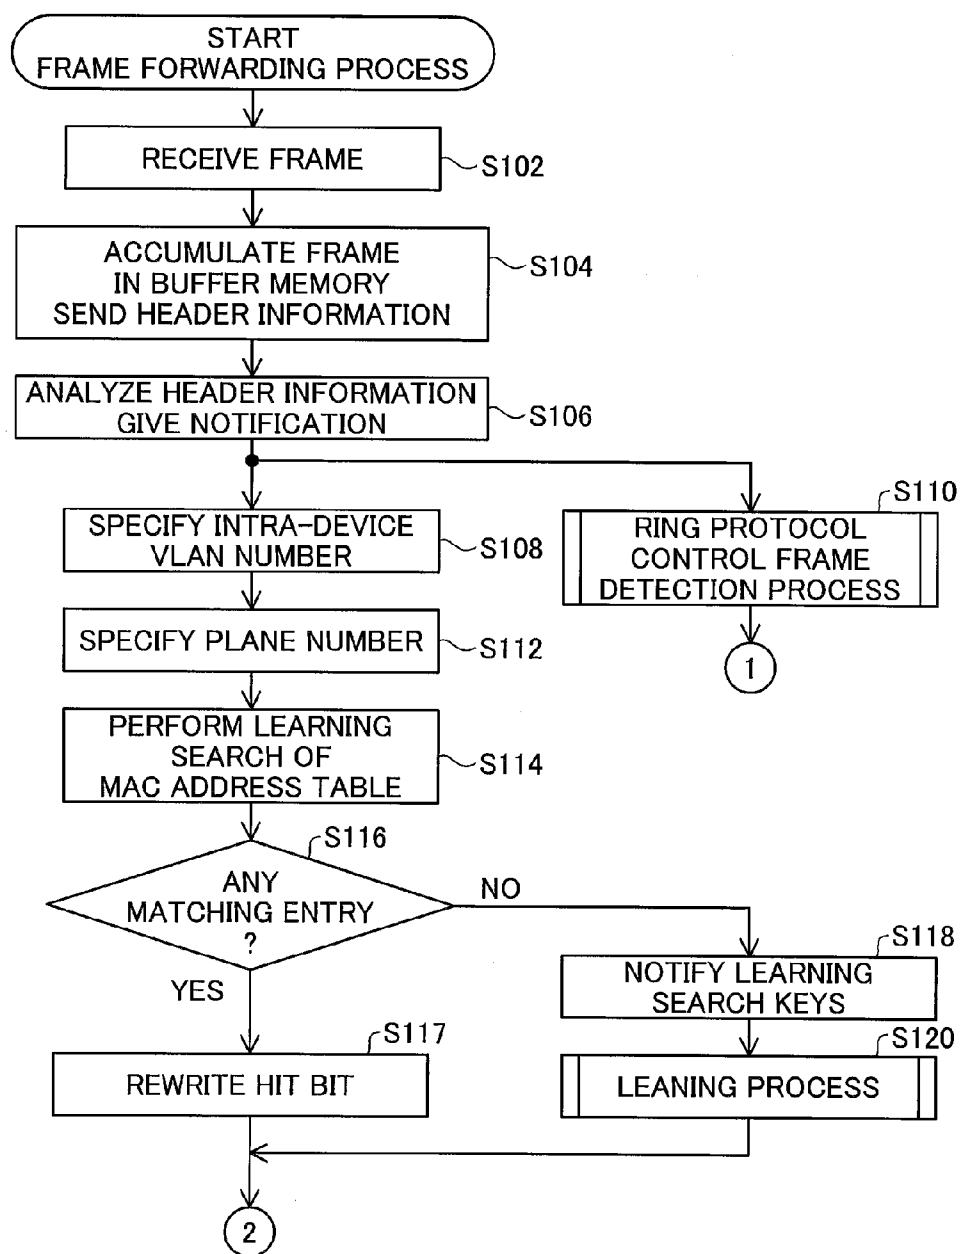 START
FRAME FORWARDING PROCESS
RECEIVE FRAME
S102
ACCUMULATE FRAME
IN BUFFER MEMORY
SEND HEADER INFORMATION
S104
ANALYZE HEADER INFORMATION
GIVE NOTIFICATION
S106
SPECIFY INTRA-DEVICE
VLAN NUMBER
S108
S110
RING PROTOCOL
CONTROL FRAME
DETECTION PROCESS
1
SPECIFY PLANE NUMBER
S112
PERFORM LEARNING
SEARCH OF
MAC ADDRESS TABLE
S114
S116
ANY
MATCHING ENTRY
?
NO
YES
S118
NOTIFY LEARNING
SEARCH KEYS
S117
REWRITE HIT BIT
S120
LEANING PROCESS
2